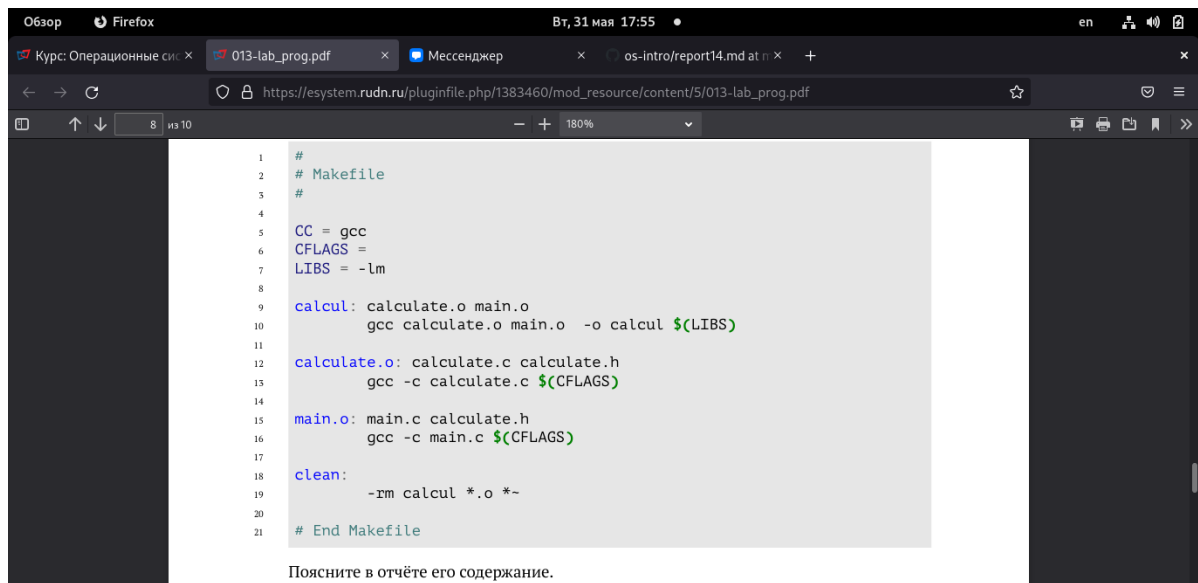 Обзор Firefox Вт, 31 мая 17:55 en
Курс: Операционные сис 013-lab_prog.pdf Мессенджер os-intro/report14.md at m
https://esystem.rudn.ru/pluginfile.php/1383460/mod_resource/content/5/013-lab_prog.pdf
8 из 10 180%
1 #
2 # Makefile
3 #
4
5 CC = gcc
6 CFLAGS =
7 LIBS = -lm
8
9 calcul: calculate.o main.o
10 gcc calculate.o main.o -o calcul $(LIBS)
11
12 calculate.o: calculate.c calculate.h
13 gcc -c calculate.c $(CFLAGS)
14
15 main.o: main.c calculate.h
16 gcc -c main.c $(CFLAGS)
17
18 clean:
19 -rm calcul *.o *~
20
21 # End Makefile
Поясните в отчёте его содержание.